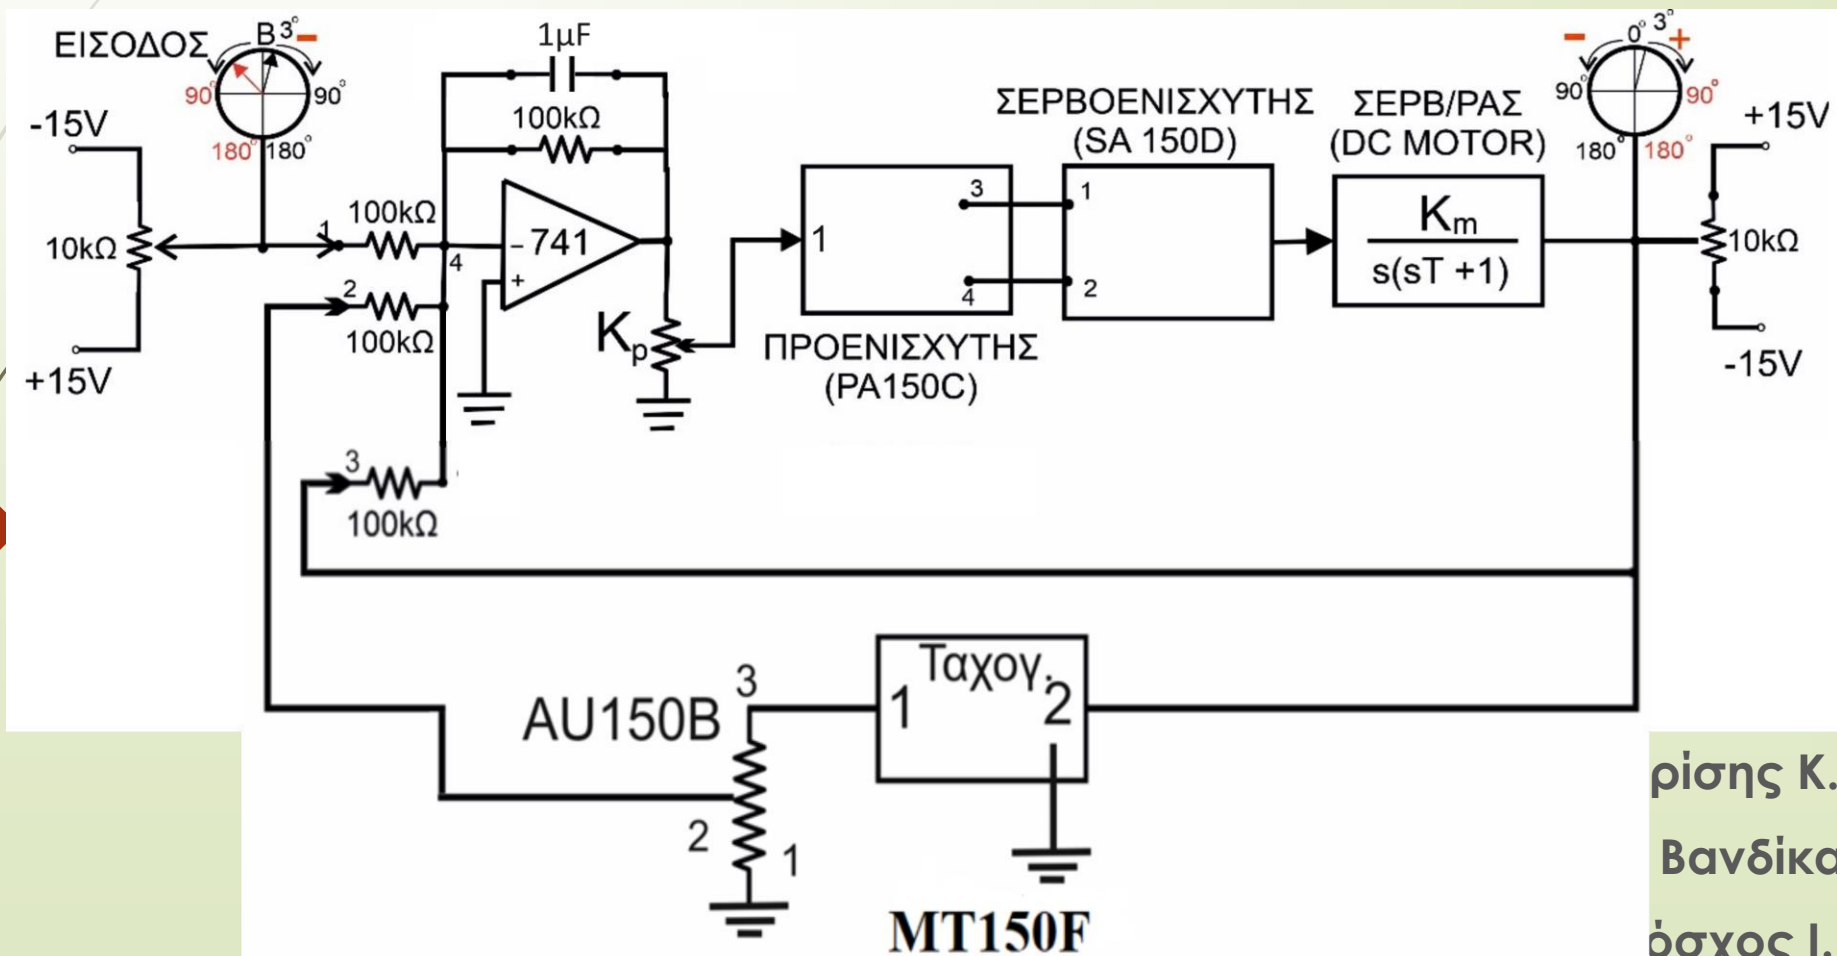 ΕΙΣΟΔΟΣ
B 3° −
90° 90°
180° 180°
-15V
10kΩ
+15V
1μF
100kΩ
1
100kΩ
4
- 741
+
2
100kΩ
Kp
3
100kΩ
1
3
4
ΠΡΟΕΝΙΣΧΥΤΗΣ
(PA150C)
ΣΕΡΒΟΕΝΙΣΧΥΤΗΣ
(SA 150D)
1
2
ΣΕΡΒ/ΡΑΣ
(DC MOTOR)
Km
s(sT +1)
− 0° 3° +
90° 90°
180° 180°
+15V
10kΩ
-15V
AU150B
3
2
1
Ταχογ.
1 2
MT150F
ρίσης Κ.
Βανδίκα
όσχος Ι.